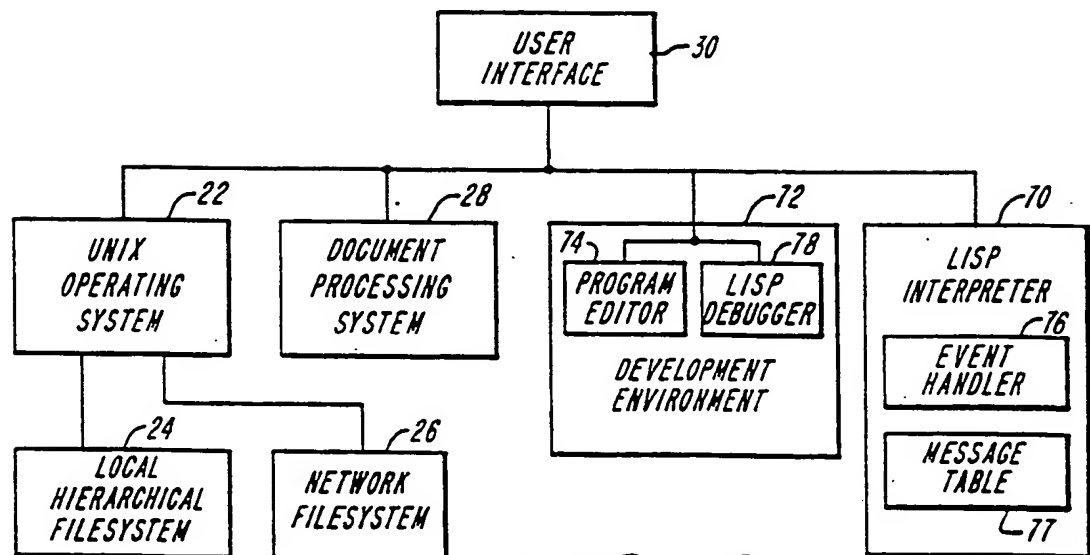 USER
INTERFACE
30
22
UNIX
OPERATING
SYSTEM
28
DOCUMENT
PROCESSING
SYSTEM
72
74
PROGRAM
EDITOR
78
LISP
DEBUGGER
DEVELOPMENT
ENVIRONMENT
70
LISP
INTERPRETER
76
EVENT
HANDLER
MESSAGE
TABLE
77
24
LOCAL
HIERARCHICAL
FILESYSTEM
26
NETWORK
FILESYSTEM